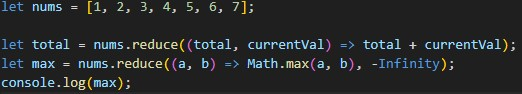 let nums = [1, 2, 3, 4, 5, 6, 7];
let total = nums.reduce((total, currentVal) => total + currentVal);
let max = nums.reduce((a, b) => Math.max(a, b), -Infinity);
console.log(max);